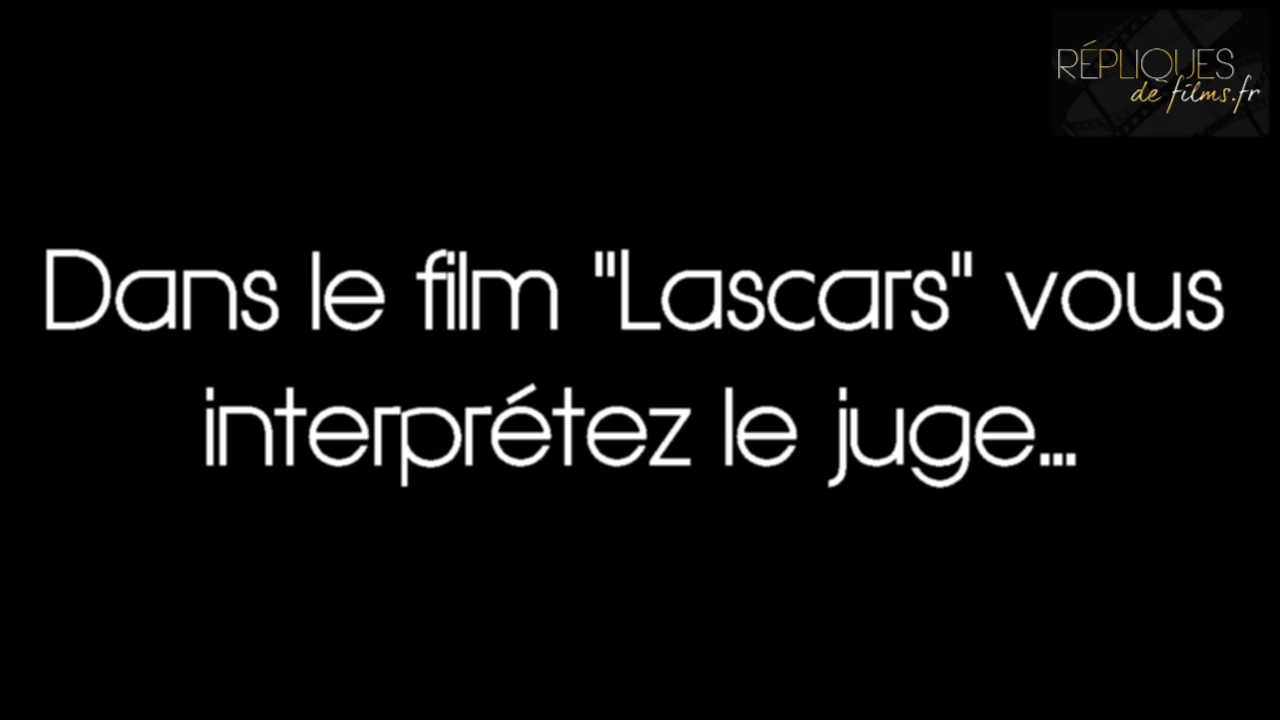 RÉPLIQUES
de films.fr
Dans le film "Lascars" vous
interprétez le juge...